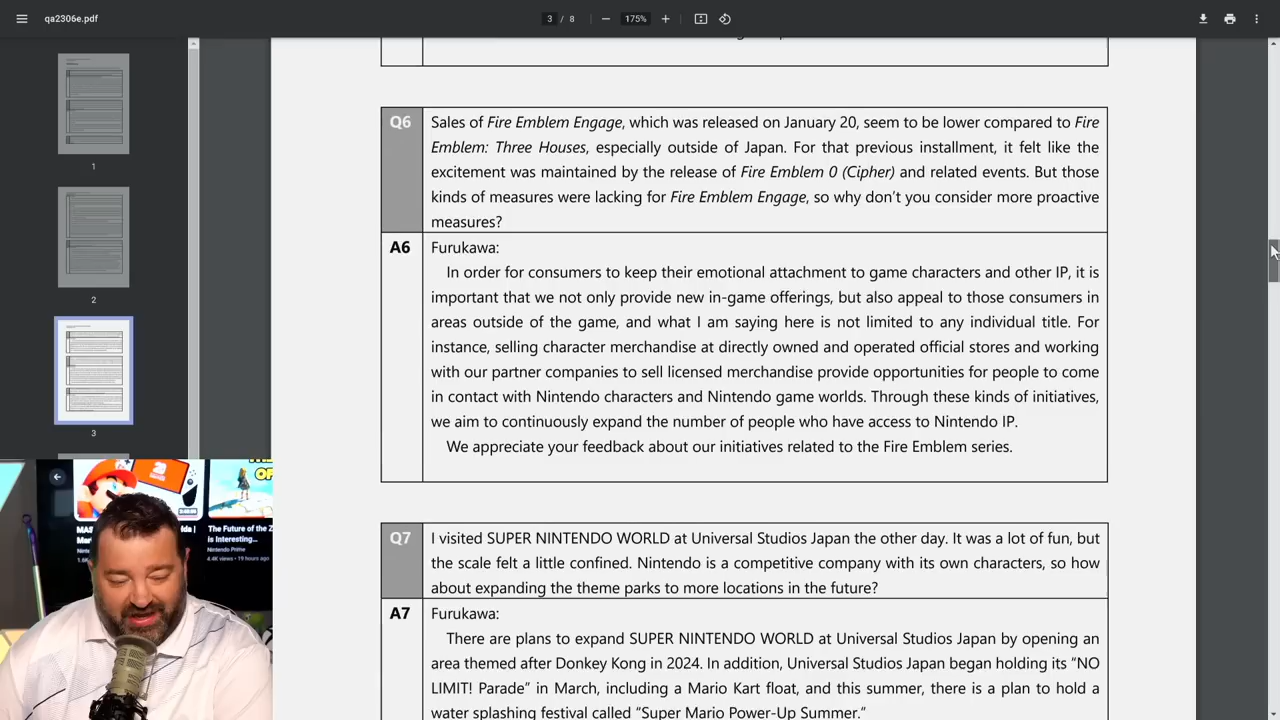 qa2306e.pdf
3 / 8
175%
Q6
Sales of Fire Emblem Engage, which was released on January 20, seem to be lower compared to Fire
Emblem: Three Houses, especially outside of Japan. For that previous installment, it felt like the
excitement was maintained by the release of Fire Emblem 0 (Cipher) and related events. But those
kinds of measures were lacking for Fire Emblem Engage, so why don’t you consider more proactive
measures?
A6
Furukawa:
In order for consumers to keep their emotional attachment to game characters and other IP, it is
important that we not only provide new in-game offerings, but also appeal to those consumers in
areas outside of the game, and what I am saying here is not limited to any individual title. For
instance, selling character merchandise at directly owned and operated official stores and working
with our partner companies to sell licensed merchandise provide opportunities for people to come
in contact with Nintendo characters and Nintendo game worlds. Through these kinds of initiatives,
we aim to continuously expand the number of people who have access to Nintendo IP.
We appreciate your feedback about our initiatives related to the Fire Emblem series.
Q7
I visited SUPER NINTENDO WORLD at Universal Studios Japan the other day. It was a lot of fun, but
the scale felt a little confined. Nintendo is a competitive company with its own characters, so how
about expanding the theme parks to more locations in the future?
A7
Furukawa:
There are plans to expand SUPER NINTENDO WORLD at Universal Studios Japan by opening an
area themed after Donkey Kong in 2024. In addition, Universal Studios Japan began holding its “NO
LIMIT! Parade” in March, including a Mario Kart float, and this summer, there is a plan to hold a
water splashing festival called “Super Mario Power-Up Summer.”
1
2
3
The Future of the
is Interesting...
Nintendo Prime
4.4K views • 19 hours ago